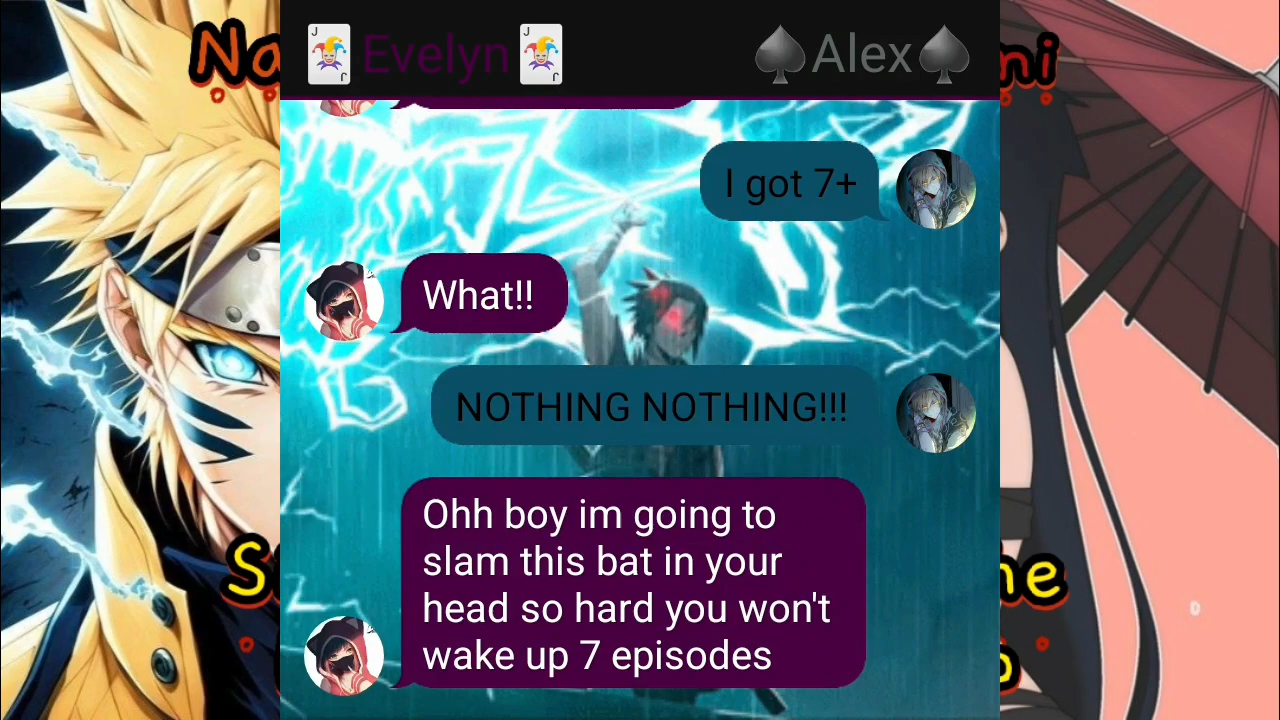 🃏Evelyn🃏 ♠Alex♠
I got 7+
What!!
NOTHING NOTHING!!!
Ohh boy im going to
slam this bat in your
head so hard you won't
wake up 7 episodes